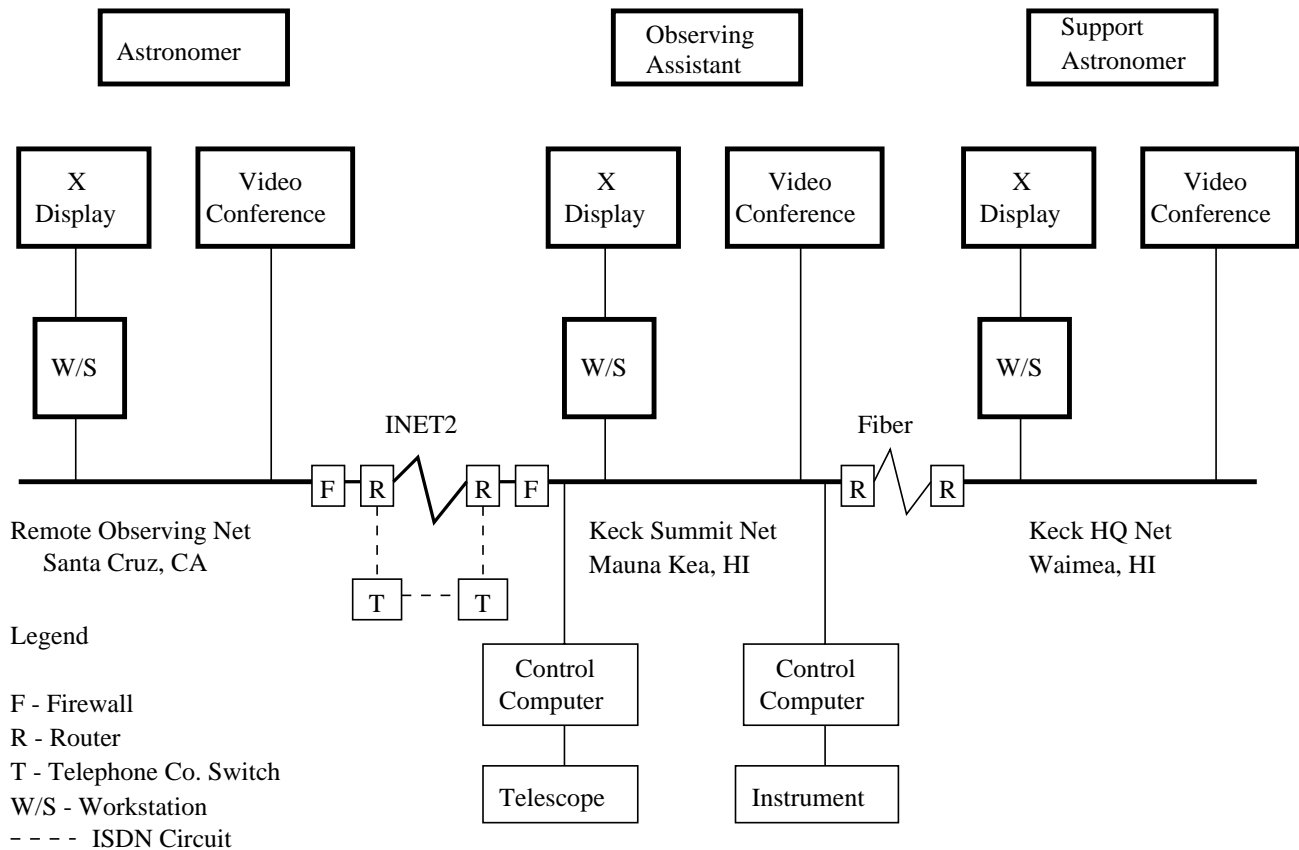 Astronomer
Observing
Assistant
Support
Astronomer
X
Display
Video
Conference
X
Display
Video
Conference
X
Display
Video
Conference
W/S
W/S
W/S
INET2
Fiber
F
R
R
F
R
R
Remote Observing Net
Santa Cruz, CA
Keck Summit Net
Mauna Kea, HI
Keck HQ Net
Waimea, HI
T
T
Legend
F - Firewall
R - Router
T - Telephone Co. Switch
W/S - Workstation
- - - - ISDN Circuit
Control
Computer
Control
Computer
Telescope
Instrument